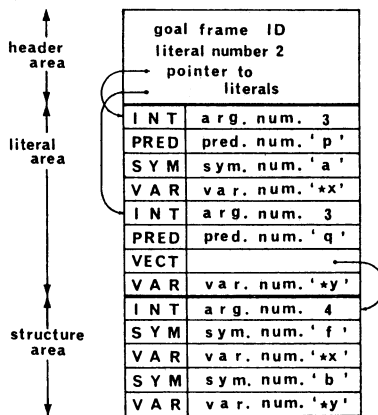 goal frame ID
literal number 2
pointer to
literals
header
area
INT arg. num. 3
PRED pred. num. 'p'
literal
area
SYM sym. num. 'a'
VAR var. num. '*x'
INT arg. num. 3
PRED pred. num. 'q'
VECT
VAR var. num. '*y'
INT arg. num. 4
structure
area
SYM sym. num. 'f'
VAR var. num. '*x'
SYM sym. num. 'b'
VAR var. num. '*y'